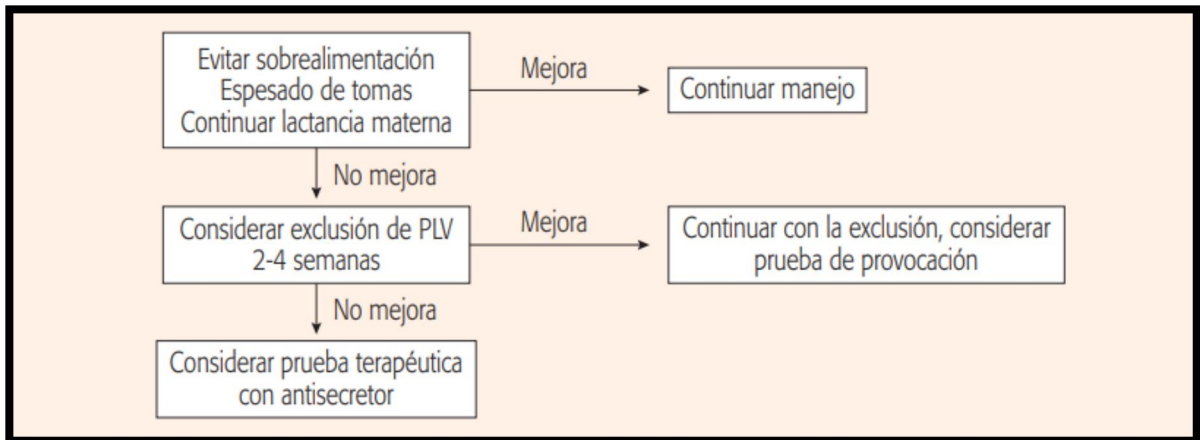 Evitar sobrealimentación
Espesado de tomas
Continuar lactancia materna
Mejora
Continuar manejo
No mejora
Considerar exclusión de PLV
2-4 semanas
Mejora
Continuar con la exclusión, considerar
prueba de provocación
No mejora
Considerar prueba terapéutica
con antisecretor